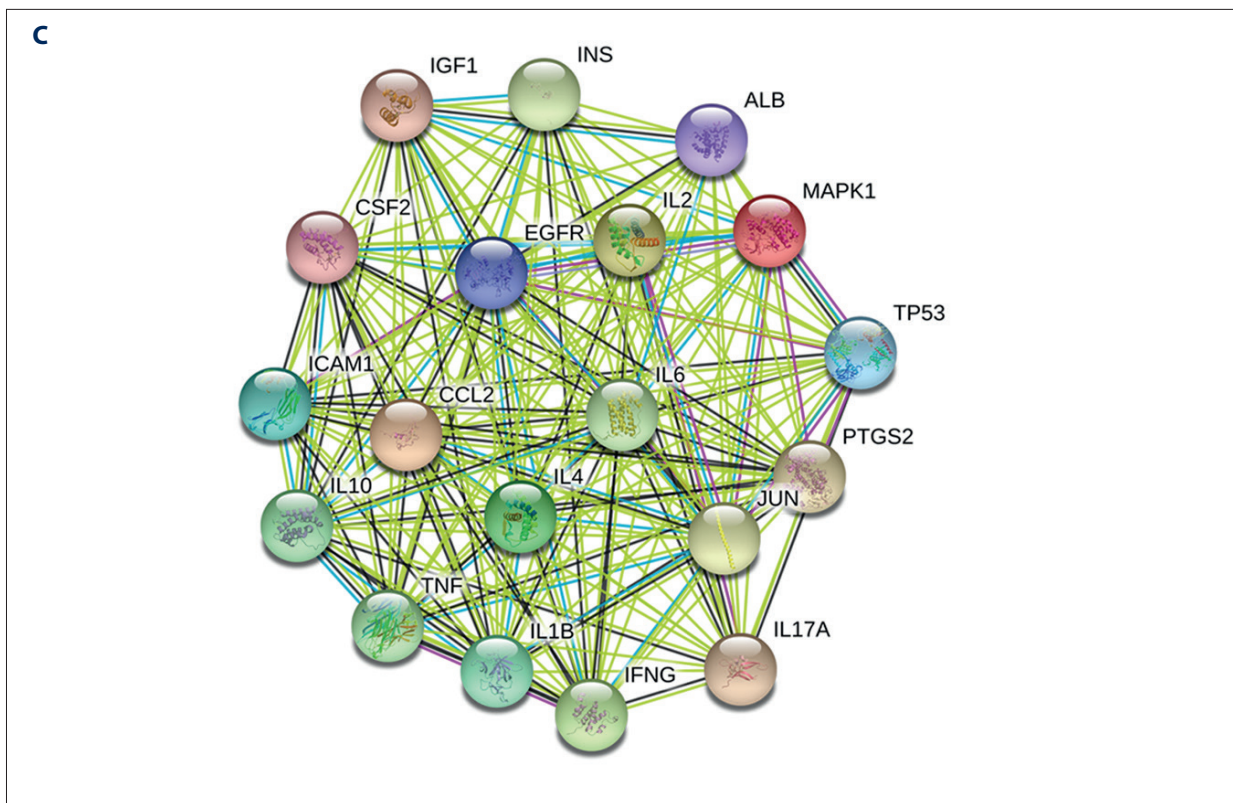 C
IGF1
INS
ALB
MAPK1
CSF2
IL2
EGFR
TP53
ICAM1
CCL2
IL6
PTGS2
IL10
IL4
JUN
TNF
IL1B
IL17A
IFNG